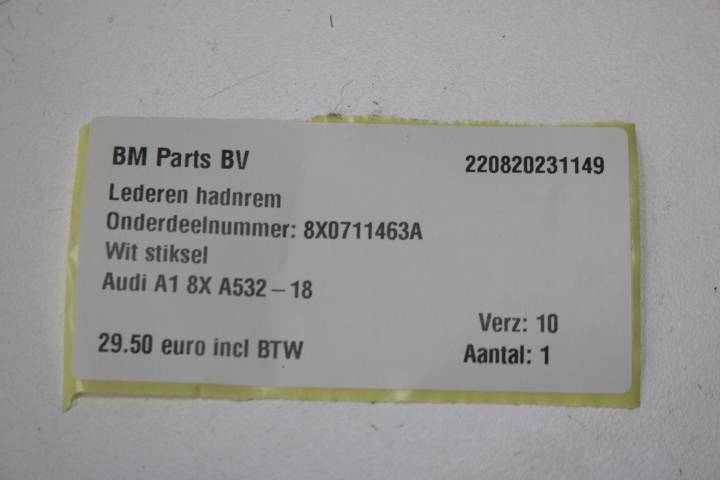 BM Parts BV 220820231149
Lederen hadnrem
Onderdeelnummer: 8X0711463A
Wit stiksel
Audi A1 8X A532 – 18
Verz: 10
29.50 euro incl BTW Aantal: 1